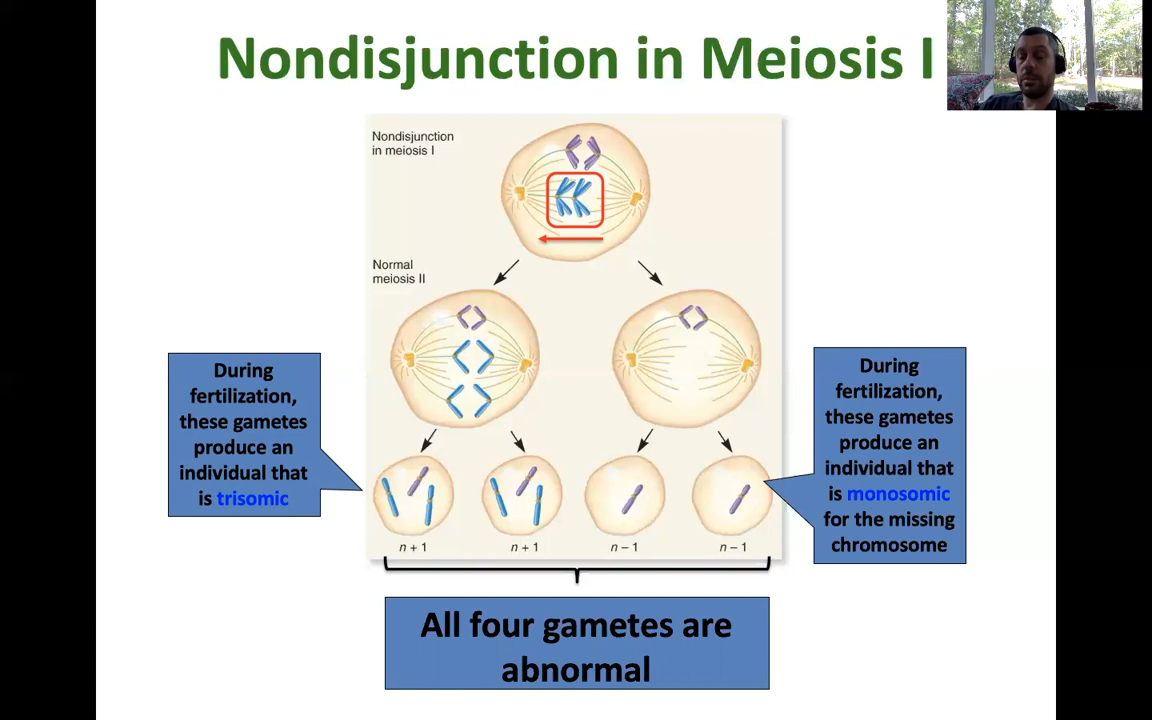 Nondisjunction in Meiosis I
Nondisjunction
in meiosis I
Normal
meiosis II
During
fertilization,
these gametes
produce an
individual that
is trisomic
During
fertilization,
these gametes
produce an
individual that
is monosomic
for the missing
chromosome
n + 1
n + 1
n – 1
n – 1
All four gametes are
abnormal